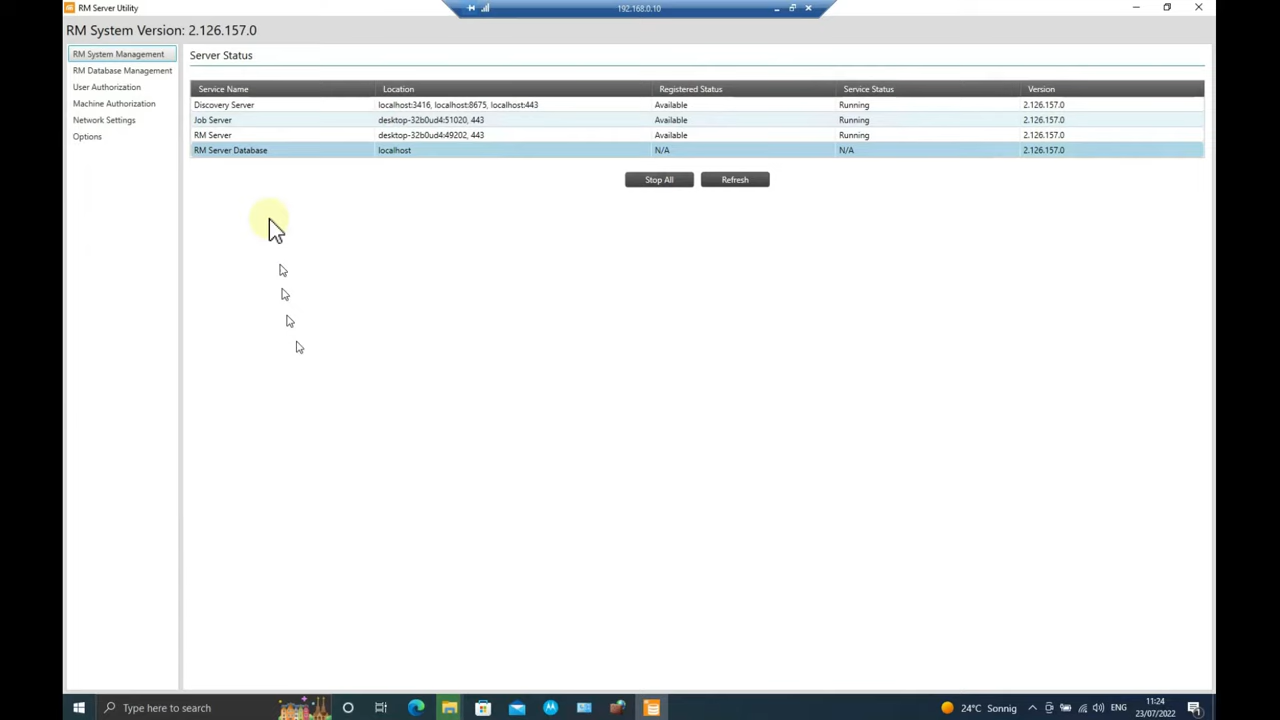 RM Server Utility
192.168.0.10
RM System Version: 2.126.157.0
RM System Management
RM Database Management
User Authorization
Machine Authorization
Network Settings
Options
Server Status
Service Name Location Registered Status Service Status Version
Discovery Server localhost:3416, localhost:8675, localhost:443 Available Running 2.126.157.0
Job Server desktop-32b0ud4:51020, 443 Available Running 2.126.157.0
RM Server desktop-32b0ud4:49202, 443 Available Running 2.126.157.0
RM Server Database localhost N/A N/A 2.126.157.0
Stop All Refresh
Type here to search
24°C Sonnig
ENG
11:24
23/07/2022
1